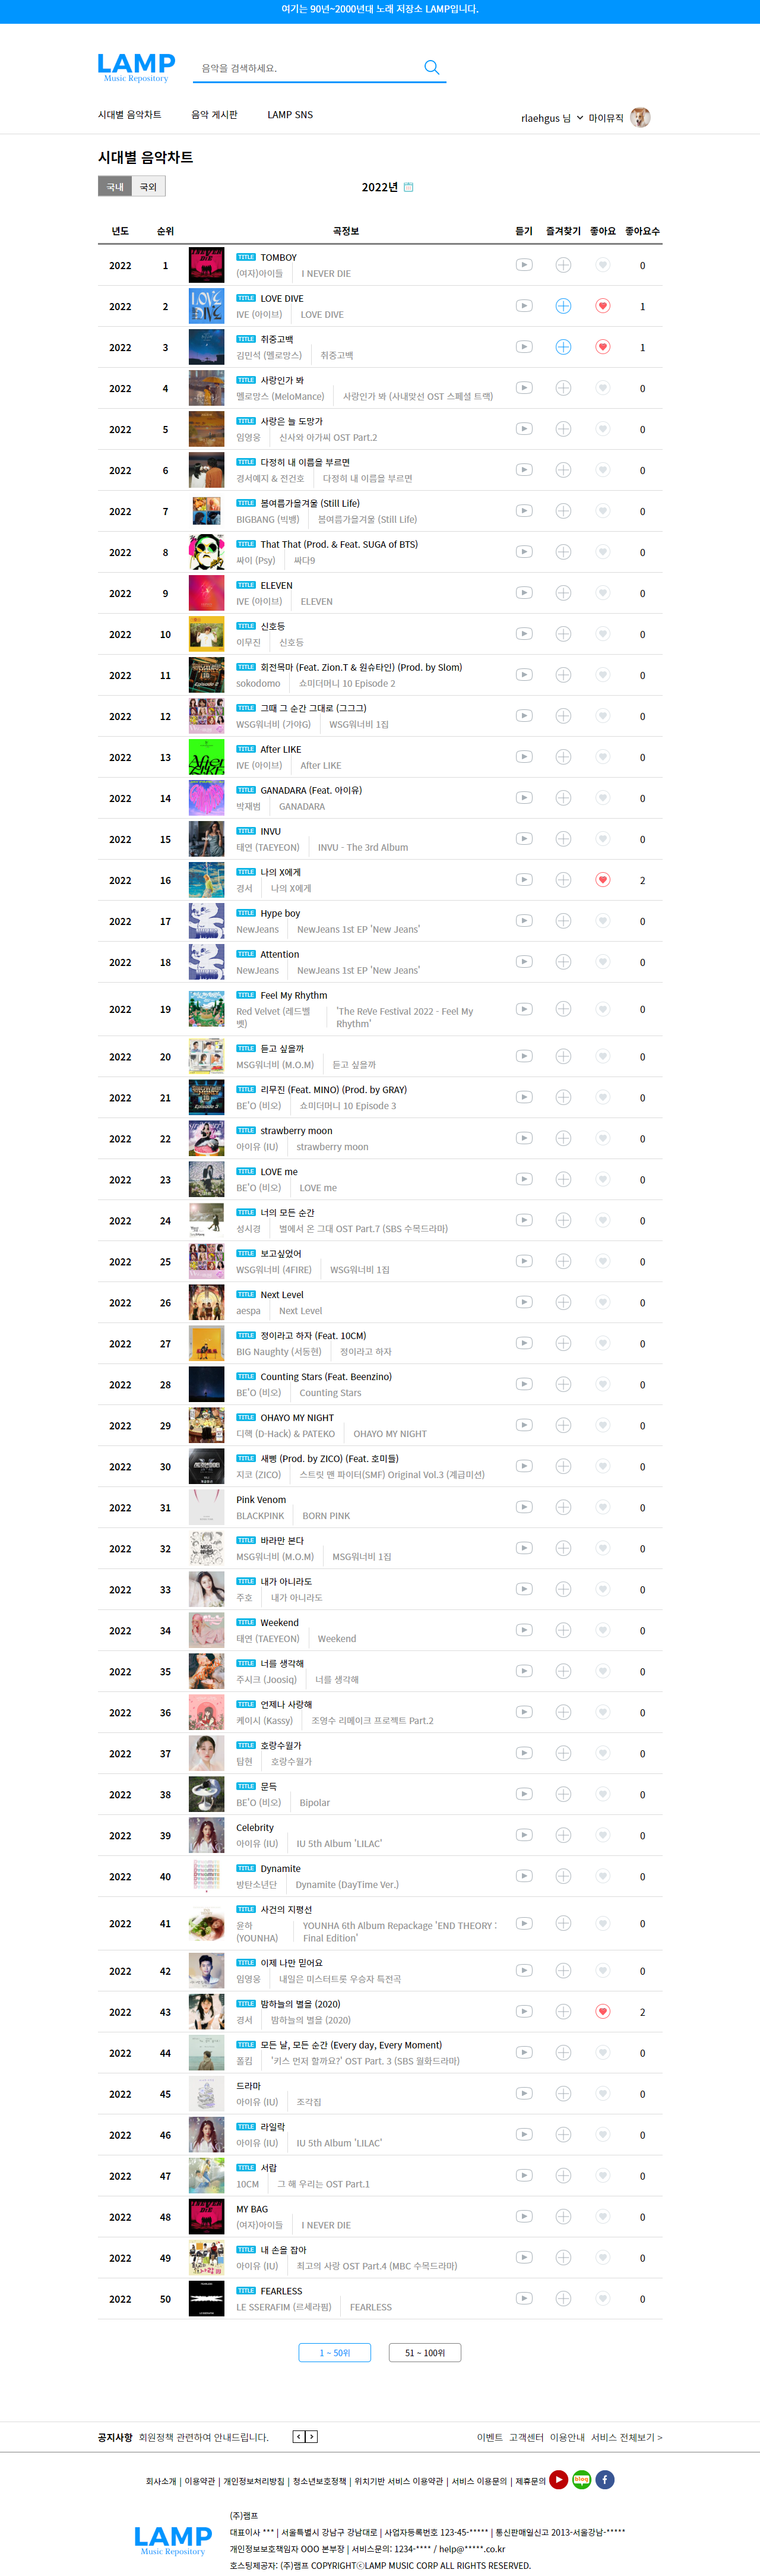 여기는 90년~2000년대 노래 저장소 LAMP입니다.
LAMP
Music Repository
음악을 검색하세요.
시대별 음악차트 음악 게시판 LAMP SNS
rlaehgus 님 마이뮤직
시대별 음악차트
국내 국외
2022년
년도 순위 곡정보 듣기 즐겨찾기 좋아요 좋아요수
2022 1 TITLE TOMBOY 0
(여자)아이들 I NEVER DIE
2022 2 TITLE LOVE DIVE 1
IVE (아이브) LOVE DIVE
2022 3 TITLE 취중고백 1
김민석 (멜로망스) 취중고백
2022 4 TITLE 사랑인가 봐 0
멜로망스 (MeloMance) 사랑인가 봐 (사내맞선 OST 스페셜 트랙)
2022 5 TITLE 사랑은 늘 도망가 0
임영웅 신사와 아가씨 OST Part.2
2022 6 TITLE 다정히 내 이름을 부르면 0
경서예지 & 전건호 다정히 내 이름을 부르면
2022 7 TITLE 봄여름가을겨울 (Still Life) 0
BIGBANG (빅뱅) 봄여름가을겨울 (Still Life)
2022 8 TITLE That That (Prod. & Feat. SUGA of BTS) 0
싸이 (Psy) 싸다9
2022 9 TITLE ELEVEN 0
IVE (아이브) ELEVEN
2022 10 TITLE 신호등 0
이무진 신호등
2022 11 TITLE 회전목마 (Feat. Zion.T & 원슈타인) (Prod. by Slom) 0
sokodomo 쇼미더머니 10 Episode 2
2022 12 TITLE 그때 그 순간 그대로 (그그그) 0
WSG워너비 (가야G) WSG워너비 1집
2022 13 TITLE After LIKE 0
IVE (아이브) After LIKE
2022 14 TITLE GANADARA (Feat. 아이유) 0
박재범 GANADARA
2022 15 TITLE INVU 0
태연 (TAEYEON) INVU - The 3rd Album
2022 16 TITLE 나의 X에게 2
경서 나의 X에게
2022 17 TITLE Hype boy 0
NewJeans NewJeans 1st EP 'New Jeans'
2022 18 TITLE Attention 0
NewJeans NewJeans 1st EP 'New Jeans'
2022 19 TITLE Feel My Rhythm 0
Red Velvet (레드벨벳) 'The ReVe Festival 2022 - Feel My Rhythm'
2022 20 TITLE 듣고 싶을까 0
MSG워너비 (M.O.M) 듣고 싶을까
2022 21 TITLE 리무진 (Feat. MINO) (Prod. by GRAY) 0
BE'O (비오) 쇼미더머니 10 Episode 3
2022 22 TITLE strawberry moon 0
아이유 (IU) strawberry moon
2022 23 TITLE LOVE me 0
BE'O (비오) LOVE me
2022 24 TITLE 너의 모든 순간 0
성시경 별에서 온 그대 OST Part.7 (SBS 수목드라마)
2022 25 TITLE 보고싶었어 0
WSG워너비 (4FIRE) WSG워너비 1집
2022 26 TITLE Next Level 0
aespa Next Level
2022 27 TITLE 정이라고 하자 (Feat. 10CM) 0
BIG Naughty (서동현) 정이라고 하자
2022 28 TITLE Counting Stars (Feat. Beenzino) 0
BE'O (비오) Counting Stars
2022 29 TITLE OHAYO MY NIGHT 0
디핵 (D-Hack) & PATEKO OHAYO MY NIGHT
2022 30 TITLE 새삥 (Prod. by ZICO) (Feat. 호미들) 0
지코 (ZICO) 스트릿 맨 파이터(SMF) Original Vol.3 (계급미션)
2022 31 Pink Venom 0
BLACKPINK BORN PINK
2022 32 TITLE 바라만 본다 0
MSG워너비 (M.O.M) MSG워너비 1집
2022 33 TITLE 내가 아니라도 0
주호 내가 아니라도
2022 34 TITLE Weekend 0
태연 (TAEYEON) Weekend
2022 35 TITLE 너를 생각해 0
주시크 (Joosiq) 너를 생각해
2022 36 TITLE 언제나 사랑해 0
케이시 (Kassy) 조영수 리메이크 프로젝트 Part.2
2022 37 TITLE 호랑수월가 0
탑현 호랑수월가
2022 38 TITLE 문득 0
BE'O (비오) Bipolar
2022 39 Celebrity 0
아이유 (IU) IU 5th Album 'LILAC'
2022 40 TITLE Dynamite 0
방탄소년단 Dynamite (DayTime Ver.)
2022 41 TITLE 사건의 지평선 0
윤하 (YOUNHA) YOUNHA 6th Album Repackage 'END THEORY : Final Edition'
2022 42 TITLE 이제 나만 믿어요 0
임영웅 내일은 미스터트롯 우승자 특전곡
2022 43 TITLE 밤하늘의 별을 (2020) 2
경서 밤하늘의 별을 (2020)
2022 44 TITLE 모든 날, 모든 순간 (Every day, Every Moment) 0
폴킴 '키스 먼저 할까요?' OST Part. 3 (SBS 월화드라마)
2022 45 드라마 0
아이유 (IU) 조각집
2022 46 TITLE 라일락 0
아이유 (IU) IU 5th Album 'LILAC'
2022 47 TITLE 서랍 0
10CM 그 해 우리는 OST Part.1
2022 48 MY BAG 0
(여자)아이들 I NEVER DIE
2022 49 TITLE 내 손을 잡아 0
아이유 (IU) 최고의 사랑 OST Part.4 (MBC 수목드라마)
2022 50 TITLE FEARLESS 0
LE SSERAFIM (르세라핌) FEARLESS
1 ~ 50위 51 ~ 100위
공지사항 회원정책 관련하여 안내드립니다. < > 이벤트 고객센터 이용안내 서비스 전체보기 >
회사소개 | 이용약관 | 개인정보처리방침 | 청소년보호정책 | 위치기반 서비스 이용약관 | 서비스 이용문의 | 제휴문의 blog f
(주)램프
LAMP
Music Repository
대표이사 *** | 서울특별시 강남구 강남대로 | 사업자등록번호 123-45-***** | 통신판매일신고 2013-서울강남-*****
개인정보보호책임자 OOO 본부장 | 서비스문의: 1234-**** / help@*****.co.kr
호스팅제공자: (주)램프 COPYRIGHTⓒLAMP MUSIC CORP ALL RIGHTS RESERVED.